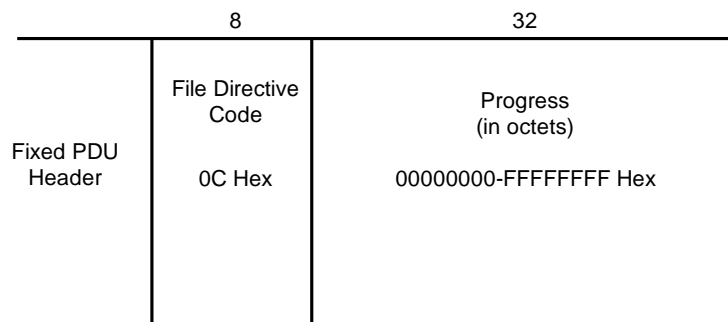 8
32
File Directive
Code
0C Hex
Progress
(in octets)
00000000-FFFFFFFF Hex
Fixed PDU
Header